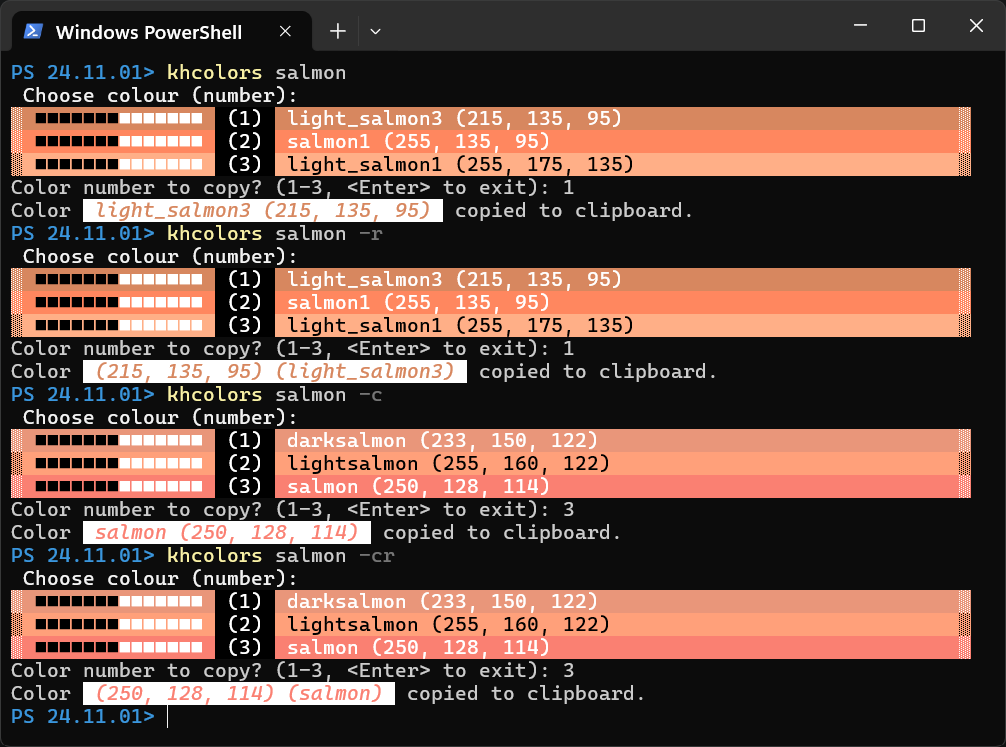 Windows PowerShell
PS 24.11.01> khcolors salmon
Choose colour (number):
■■■■■■■■■■■■■■ (1) light_salmon3 (215, 135, 95)
■■■■■■■■■■■■■■ (2) salmon1 (255, 135, 95)
■■■■■■■■■■■■■■ (3) light_salmon1 (255, 175, 135)
Color number to copy? (1-3, <Enter> to exit): 1
Color light_salmon3 (215, 135, 95) copied to clipboard.
PS 24.11.01> khcolors salmon -r
Choose colour (number):
■■■■■■■■■■■■■■ (1) light_salmon3 (215, 135, 95)
■■■■■■■■■■■■■■ (2) salmon1 (255, 135, 95)
■■■■■■■■■■■■■■ (3) light_salmon1 (255, 175, 135)
Color number to copy? (1-3, <Enter> to exit): 1
Color (215, 135, 95) (light_salmon3) copied to clipboard.
PS 24.11.01> khcolors salmon -c
Choose colour (number):
■■■■■■■■■■■■■■ (1) darksalmon (233, 150, 122)
■■■■■■■■■■■■■■ (2) lightsalmon (255, 160, 122)
■■■■■■■■■■■■■■ (3) salmon (250, 128, 114)
Color number to copy? (1-3, <Enter> to exit): 3
Color salmon (250, 128, 114) copied to clipboard.
PS 24.11.01> khcolors salmon -cr
Choose colour (number):
■■■■■■■■■■■■■■ (1) darksalmon (233, 150, 122)
■■■■■■■■■■■■■■ (2) lightsalmon (255, 160, 122)
■■■■■■■■■■■■■■ (3) salmon (250, 128, 114)
Color number to copy? (1-3, <Enter> to exit): 3
Color (250, 128, 114) (salmon) copied to clipboard.
PS 24.11.01>